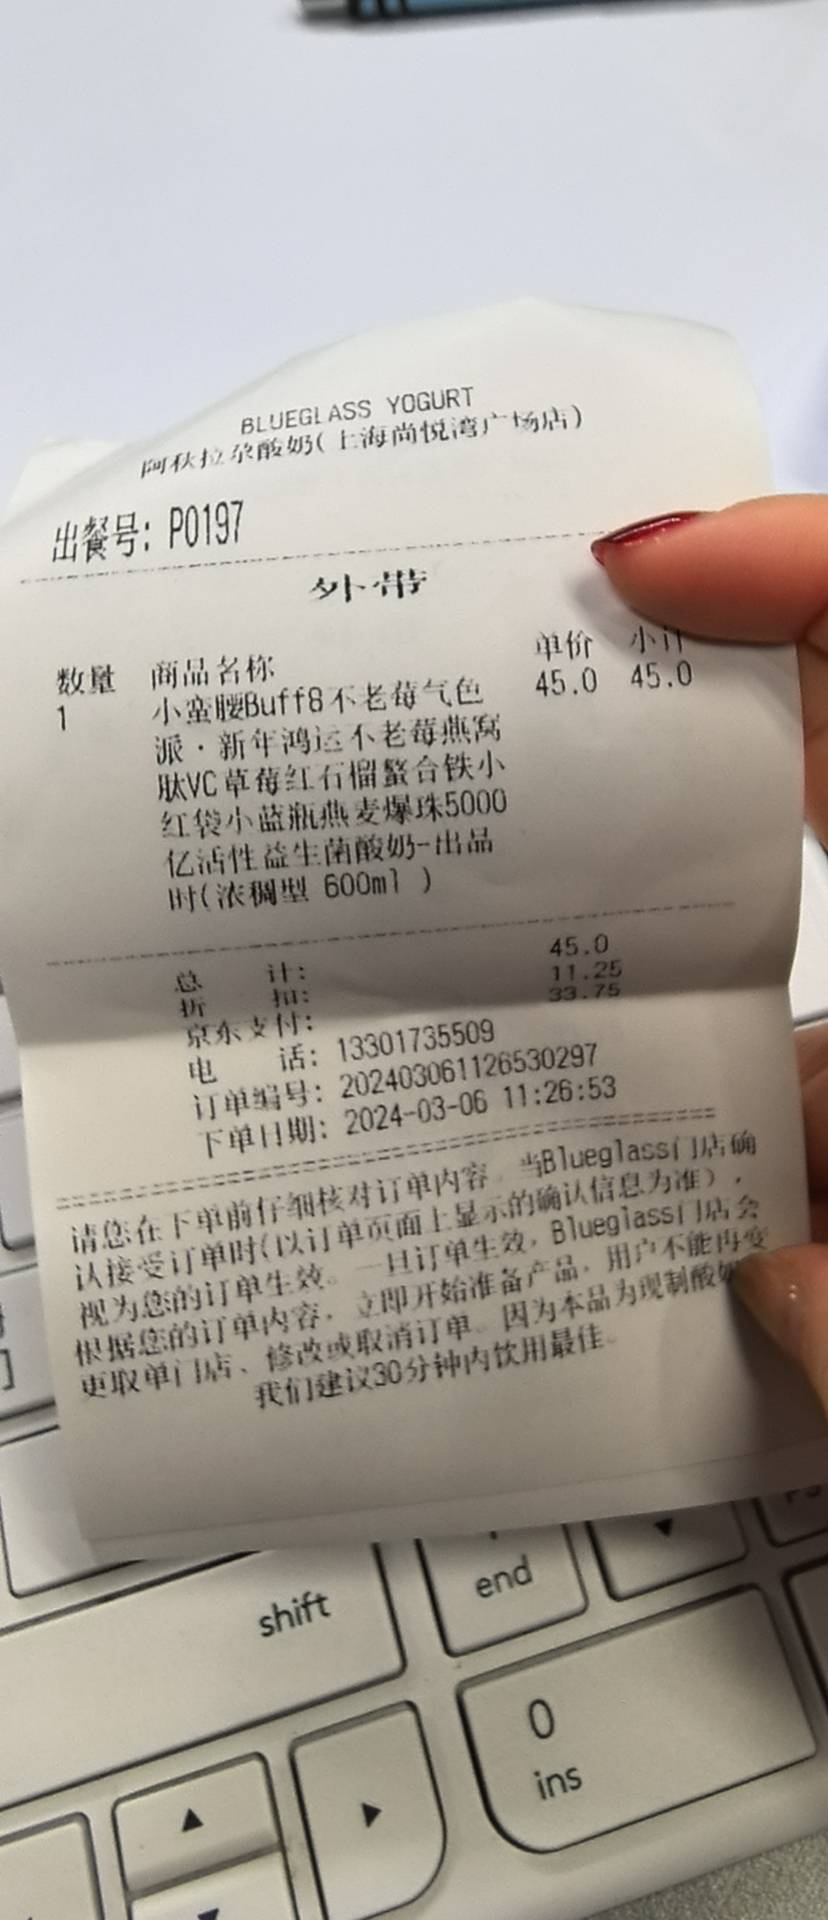 BLUEGLASS YOGURT
阿秋拉尕酸奶(上海尚悦湾广场店)
出餐号: P0197
外带
数量 商品名称 单价 小计
1 小蛮腰Buff8不老莓气色 45.0 45.0
派·新年鸿运不老莓燕窝
肽VC草莓红石榴螯合铁小
红袋小蓝瓶燕麦爆珠5000
亿活性益生菌酸奶-出品
时(浓稠型 600ml )
总 计: 45.0
折 扣: 11.25
京东支付: 33.75
电 话: 13301735509
订单编号: 202403061126530297
下单日期: 2024-03-06 11:26:53
请您在下单前仔细核对订单内容。当Blueglass门店确
认接受订单时(以订单页面上显示的确认信息为准),
视为您的订单生效。一旦订单生效, Blueglass门店会
根据您的订单内容, 立即开始准备产品, 用户不能再变
更取单门店、修改或取消订单。因为本品为现制酸奶
我们建议30分钟内饮用最佳。
shift
end
0
ins